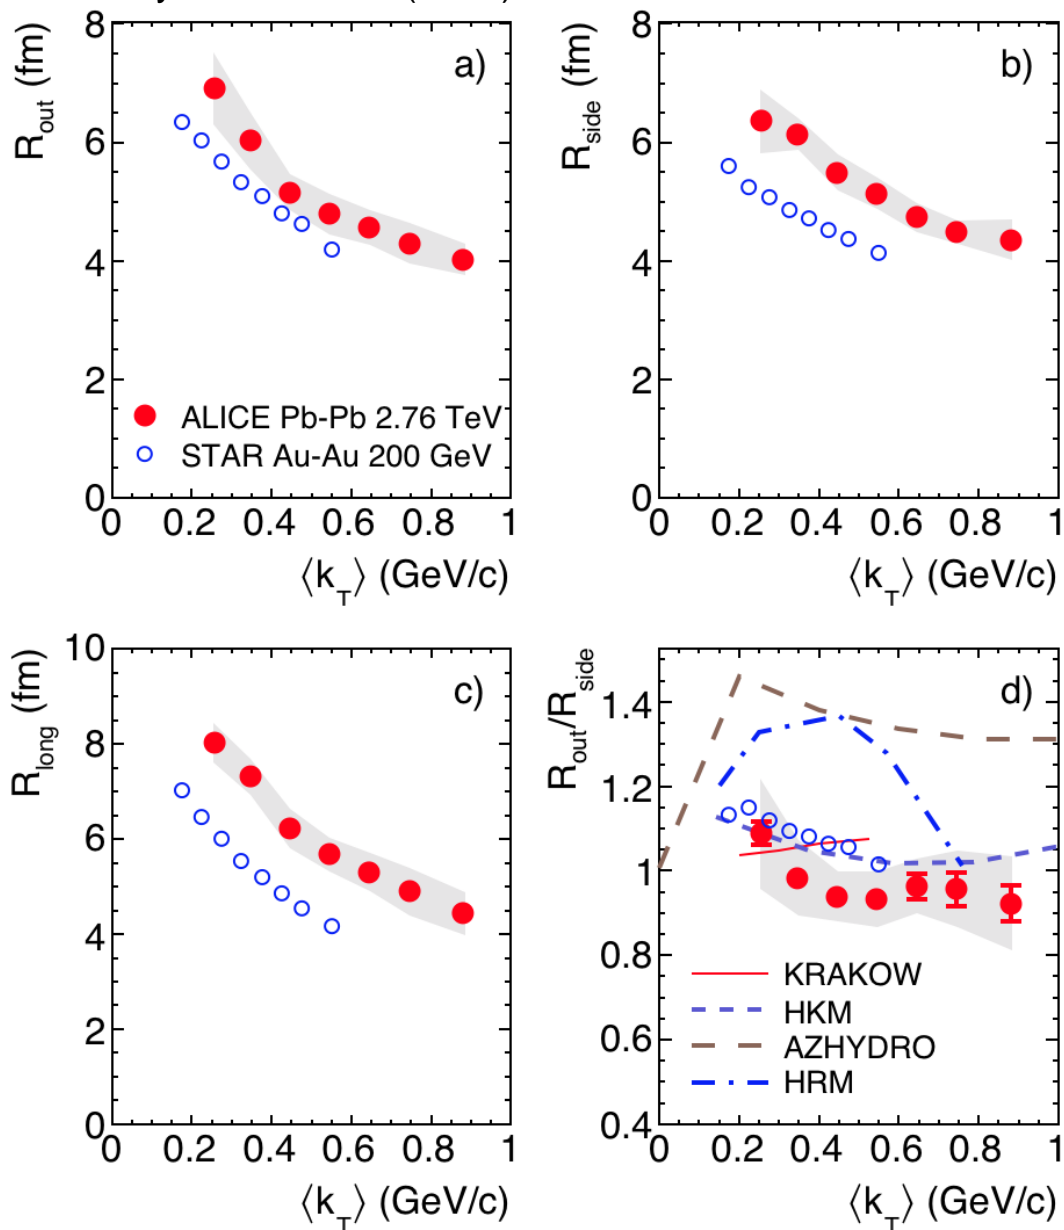 8
6
4
2
0
R_out (fm)
a)
ALICE Pb-Pb 2.76 TeV
STAR Au-Au 200 GeV
0 0.2 0.4 0.6 0.8 1
⟨k_T⟩ (GeV/c)
8
6
4
2
0
R_side (fm)
b)
0 0.2 0.4 0.6 0.8 1
⟨k_T⟩ (GeV/c)
10
8
6
4
2
0
R_long (fm)
c)
0 0.2 0.4 0.6 0.8 1
⟨k_T⟩ (GeV/c)
1.4
1.2
1.0
0.8
0.6
0.4
R_out/R_side
d)
KRAKOW
HKM
AZHYDRO
HRM
0 0.2 0.4 0.6 0.8 1
⟨k_T⟩ (GeV/c)